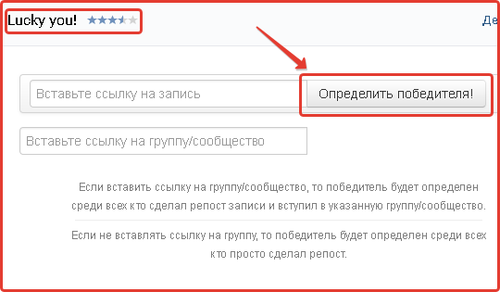 Lucky you!
Де
Вставьте ссылку на запись
Определить победителя!
Вставьте ссылку на группу/сообщество
Если вставить ссылку на группу/сообщество, то победитель будет определен
среди всех кто сделал репост записи и вступил в указанную группу/сообщество.
Если не вставлять ссылку на группу, то победитель будет определен среди всех
кто просто сделал репост.